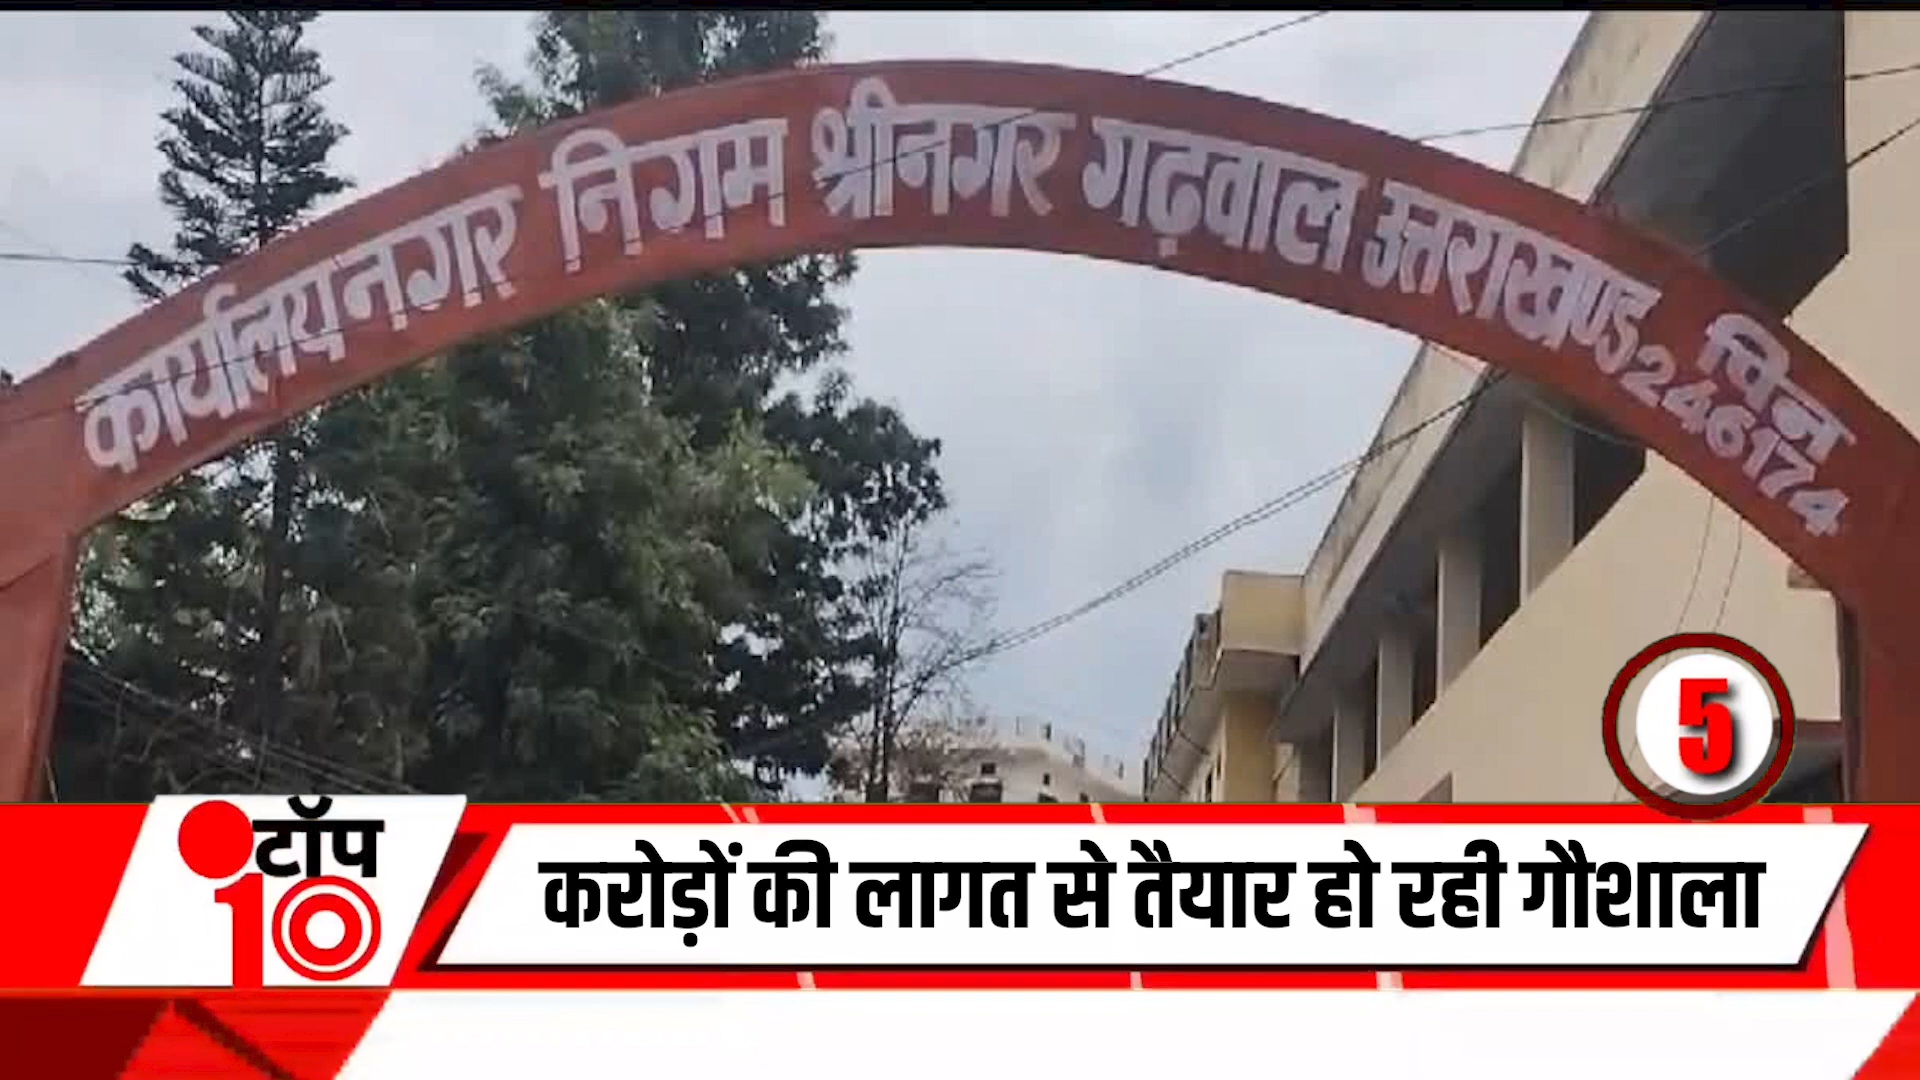 कार्यालय नगर निगम श्रीनगर गढ़वाल उत्तराखण्ड पिन 246174
5
टॉप
10
करोड़ों की लागत से तैयार हो रही गौशाला